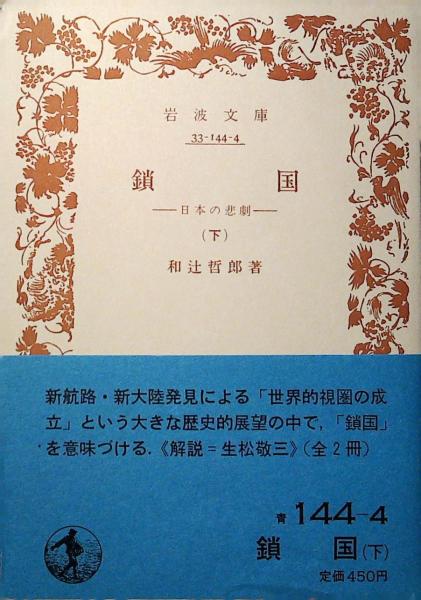 岩波文庫
33-144-4
鎖国
―日本の悲劇―
(下)
和辻哲郎著
新航路・新大陸発見による「世界的視圏の成
立」という大きな歴史的展望の中で,「鎖国」
を意味づける.《解説=生松敬三》(全2冊)
青 144-4
鎖国(下)
定価450円